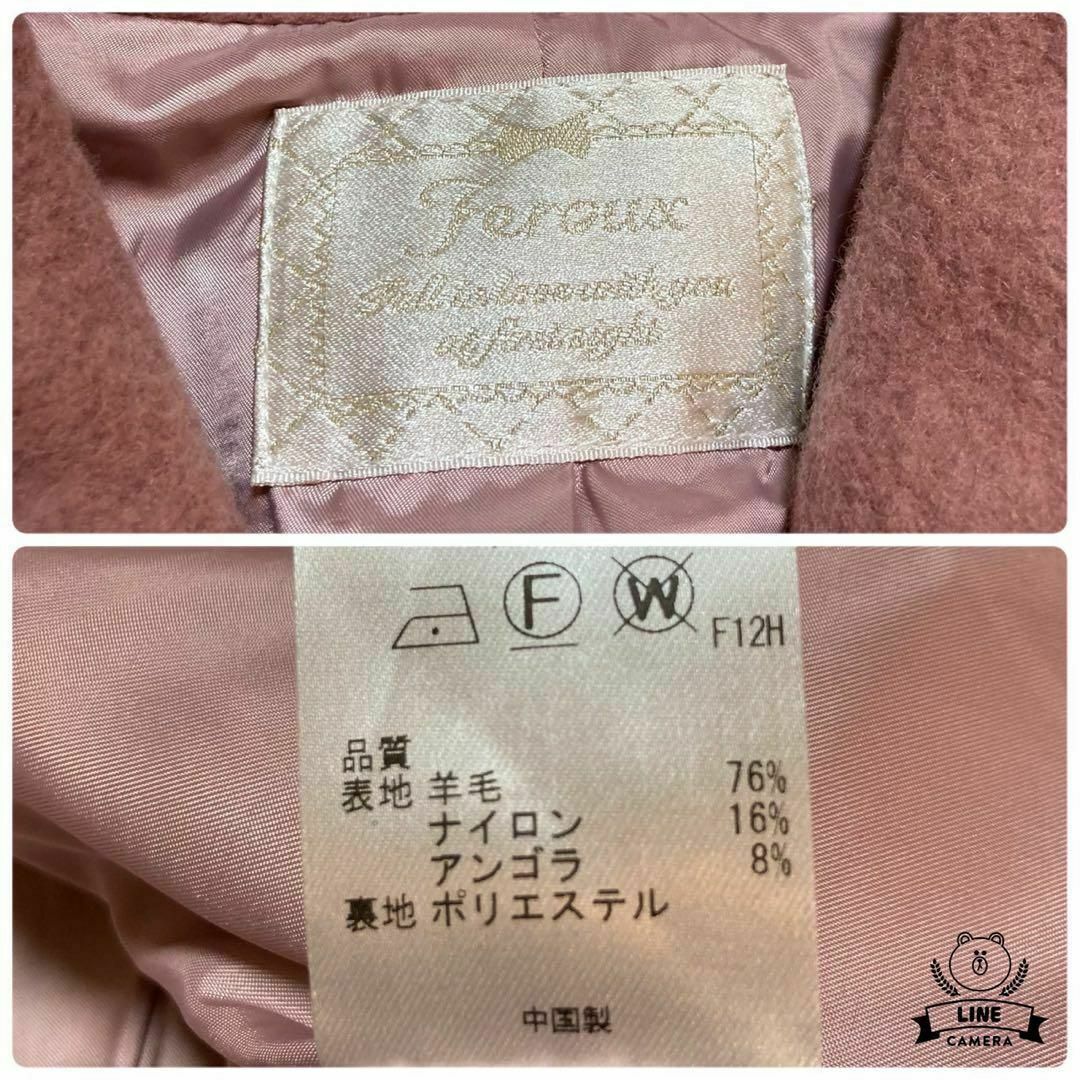 Feroux
Fall in love with you
at first sight
F W F12H
品質
表地 羊毛 76%
ナイロン 16%
アンゴラ 8%
裏地 ポリエステル
中国製
LINE
CAMERA